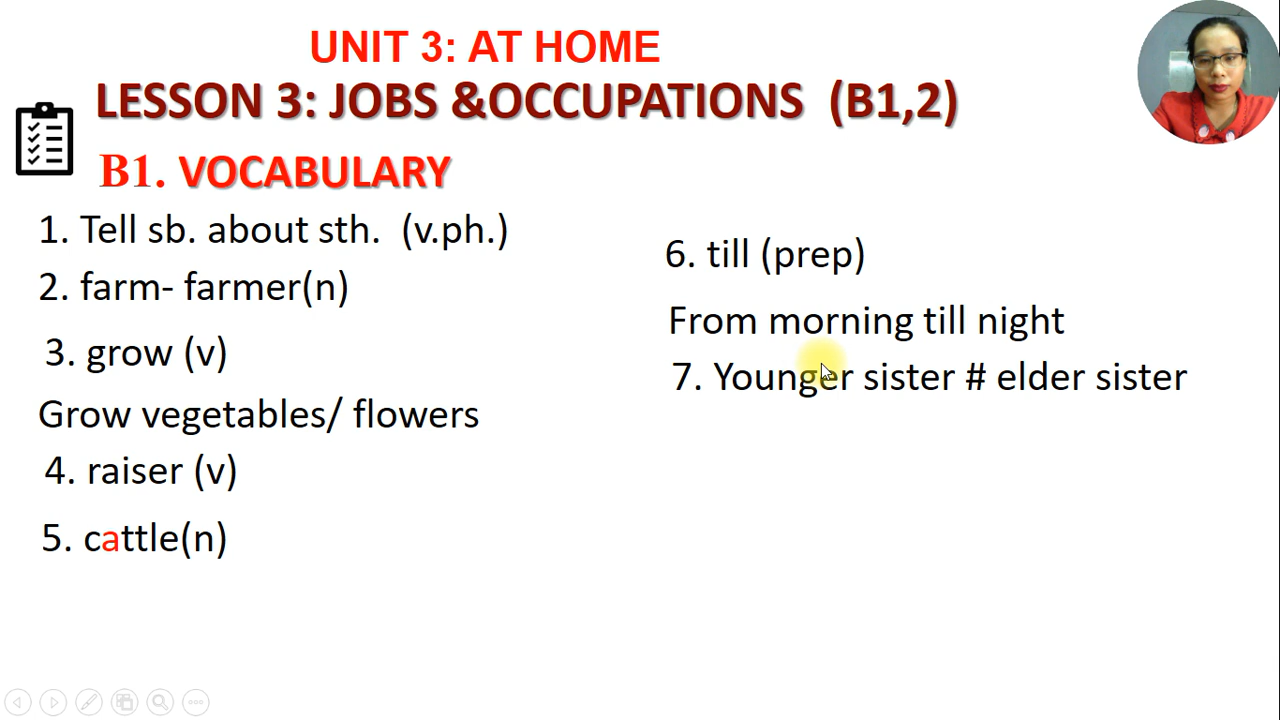 UNIT 3: AT HOME
LESSON 3: JOBS &OCCUPATIONS (B1,2)
B1. VOCABULARY
1. Tell sb. about sth. (v.ph.)
2. farm- farmer(n)
3. grow (v)
Grow vegetables/ flowers
4. raiser (v)
5. cattle(n)
6. till (prep)
From morning till night
7. Younger sister # elder sister